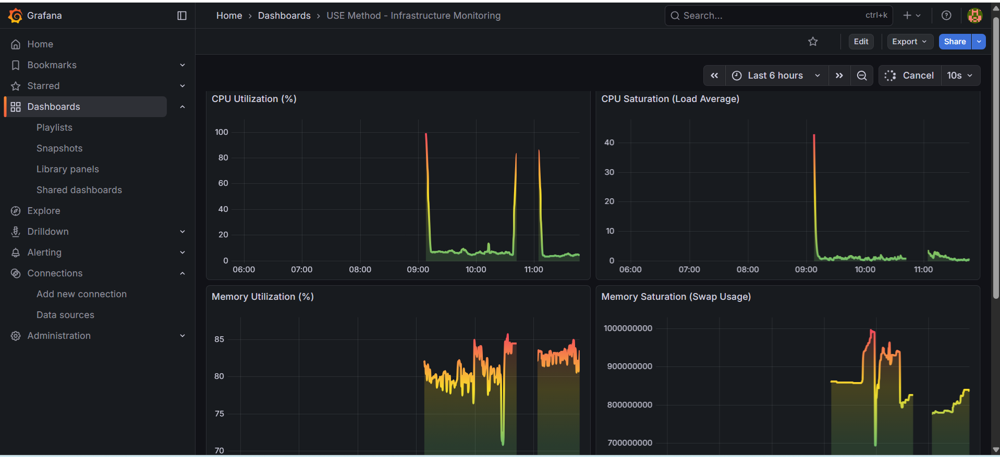 Grafana
Home › Dashboards › USE Method - Infrastructure Monitoring
Search... ctrl+k
Edit Export Share
Home
Bookmarks
Starred
Dashboards
Playlists
Snapshots
Library panels
Shared dashboards
Explore
Drilldown
Alerting
Connections
Add new connection
Data sources
Administration
Last 6 hours Cancel 10s
CPU Utilization (%)
100
80
60
40
20
0
06:00 07:00 08:00 09:00 10:00 11:00
CPU Saturation (Load Average)
40
30
20
10
0
06:00 07:00 08:00 09:00 10:00 11:00
Memory Utilization (%)
85
80
75
70
Memory Saturation (Swap Usage)
1000000000
900000000
800000000
700000000